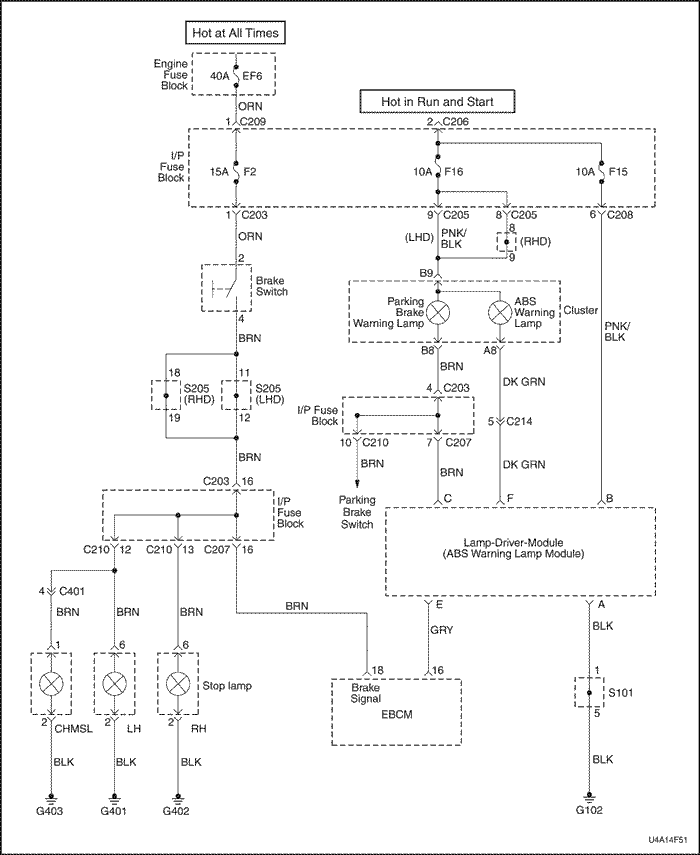 Hot at All Times
Engine
Fuse
Block
40A EF6
ORN
Hot in Run and Start
1 C209
2 C206
I/P
Fuse
Block
15A F2
10A F16
10A F15
1 C203
9 C205
8 C205
6 C208
ORN
(LHD)
PNK/
BLK
8
(RHD)
9
2
Brake
Switch
4
B9
Parking
Brake
Warning Lamp
ABS
Warning
Lamp
Cluster
PNK/
BLK
BRN
B8
A8
BRN
DK GRN
18
11
S205
(RHD)
S205
(LHD)
19
12
4 C203
I/P Fuse
Block
5 C214
10 C210
7 C207
BRN
BRN
BRN
DK GRN
C203 16
Parking
Brake
Switch
C
F
B
I/P
Fuse
Block
Lamp-Driver-Module
(ABS Warning Lamp Module)
C210 12
C210 13
C207 16
4 C401
E
A
BRN
BRN
BRN
BRN
GRY
BLK
1
6
6
18
16
1
Stop lamp
Brake
Signal
EBCM
S101
5
2
CHMSL
2
LH
2
RH
BLK
BLK
BLK
BLK
G403
G401
G402
G102
U4A14F51